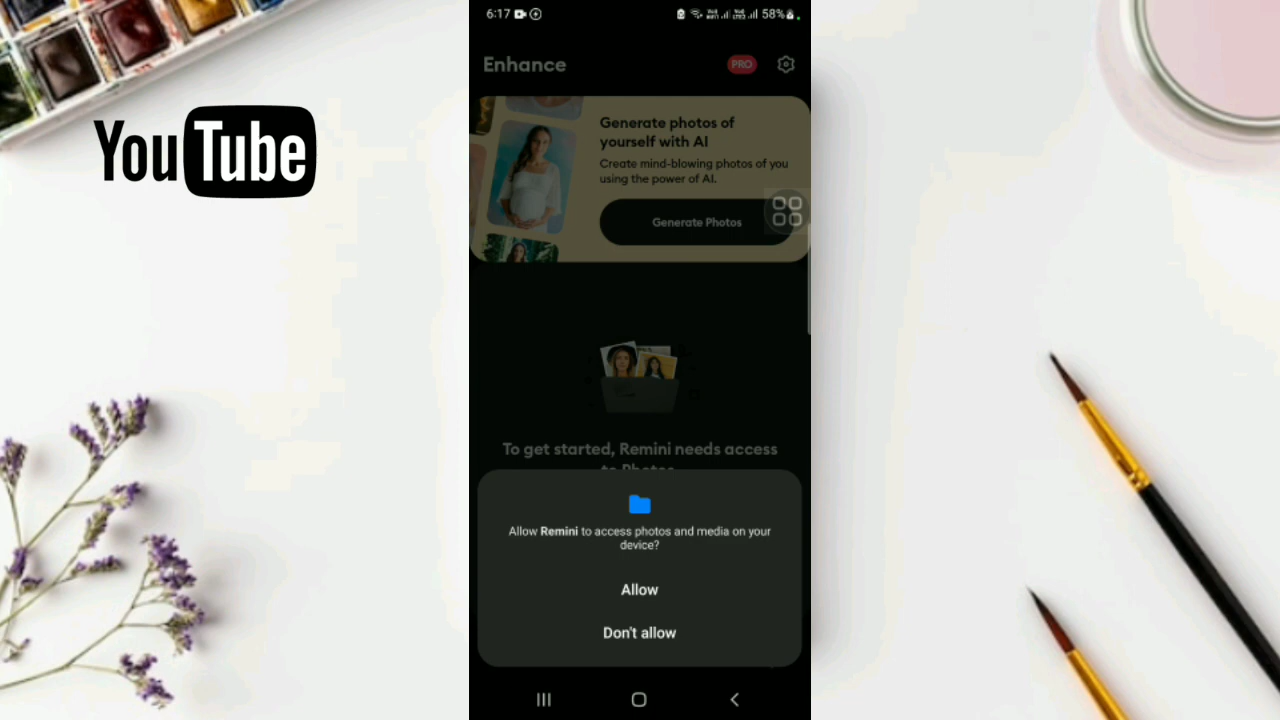 YouTube
6:17
58%
Enhance
PRO
Generate photos of
yourself with AI
Create mind-blowing photos of you
using the power of AI.
Generate Photos
To get started, Remini needs access
to Photos
Allow Remini to access photos and media on your
device?
Allow
Don't allow